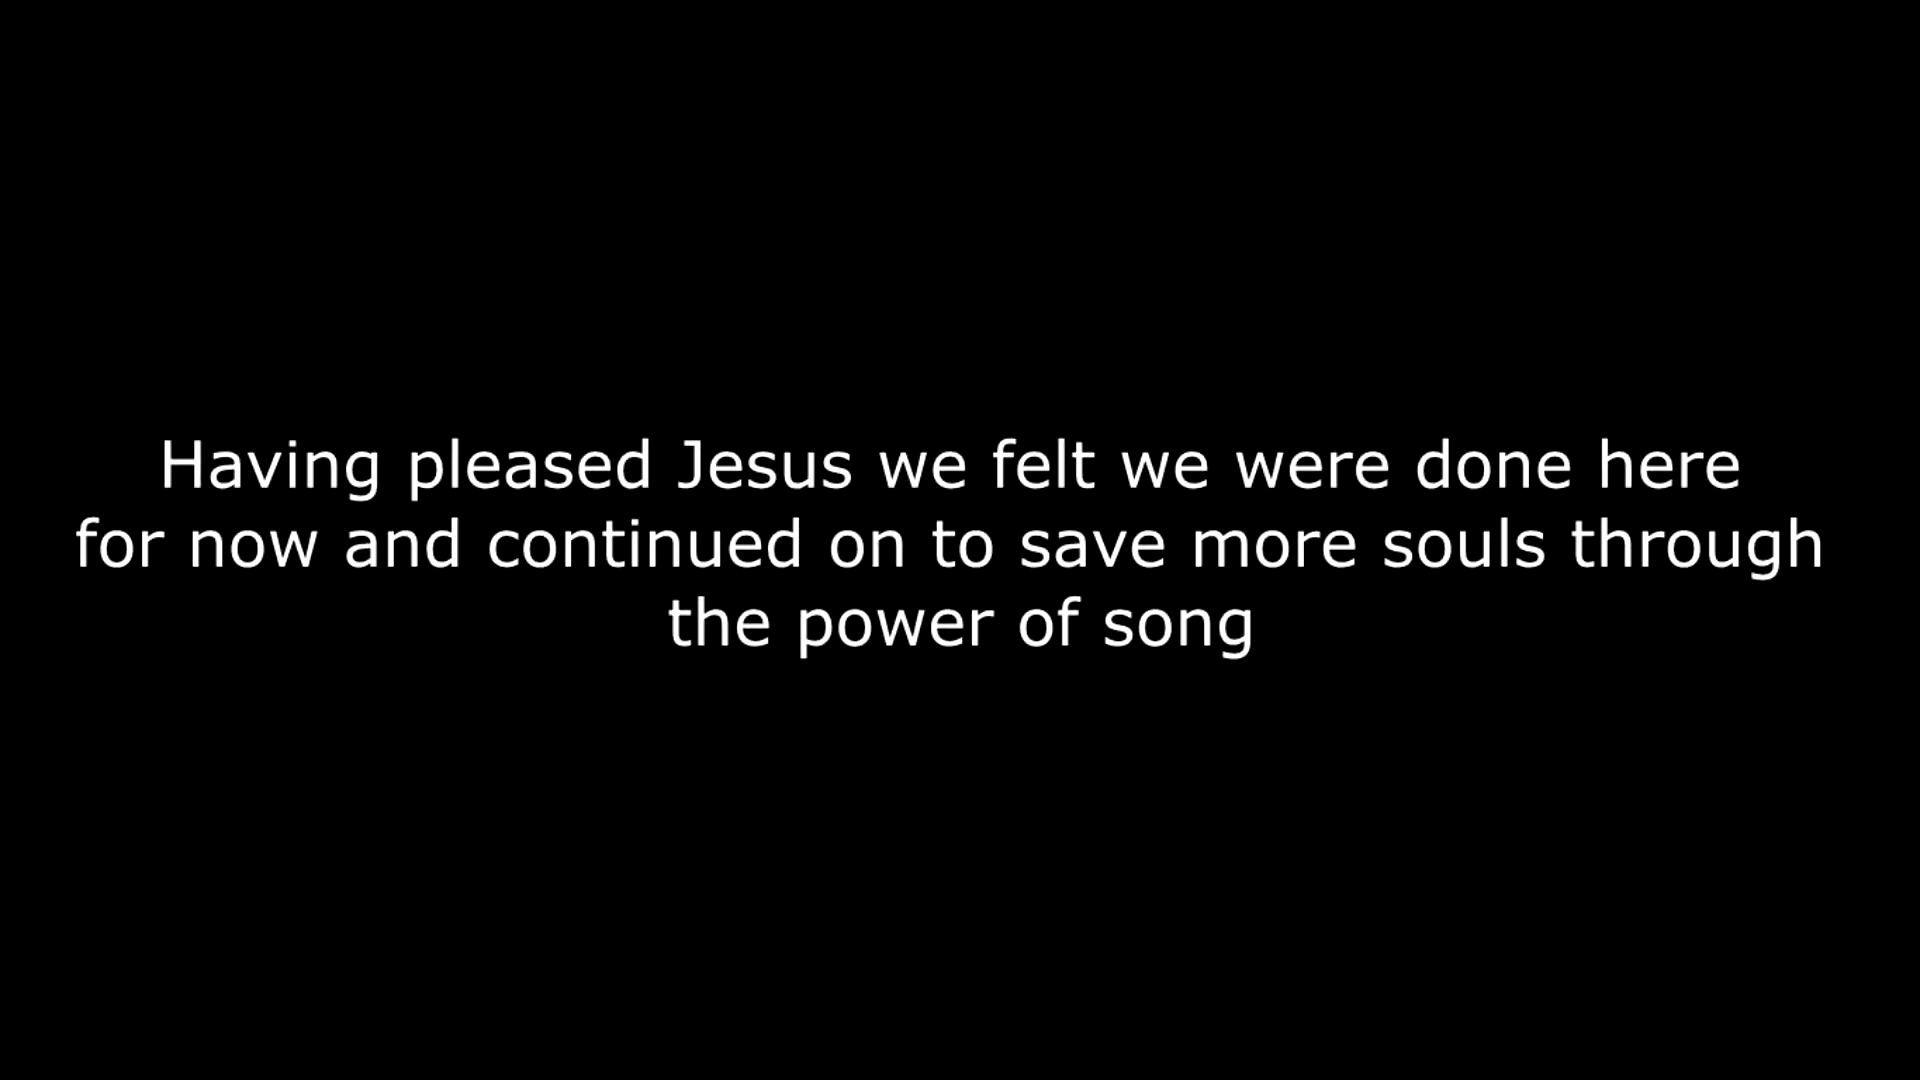 Having pleased Jesus we felt we were done here
for now and continued on to save more souls through
the power of song